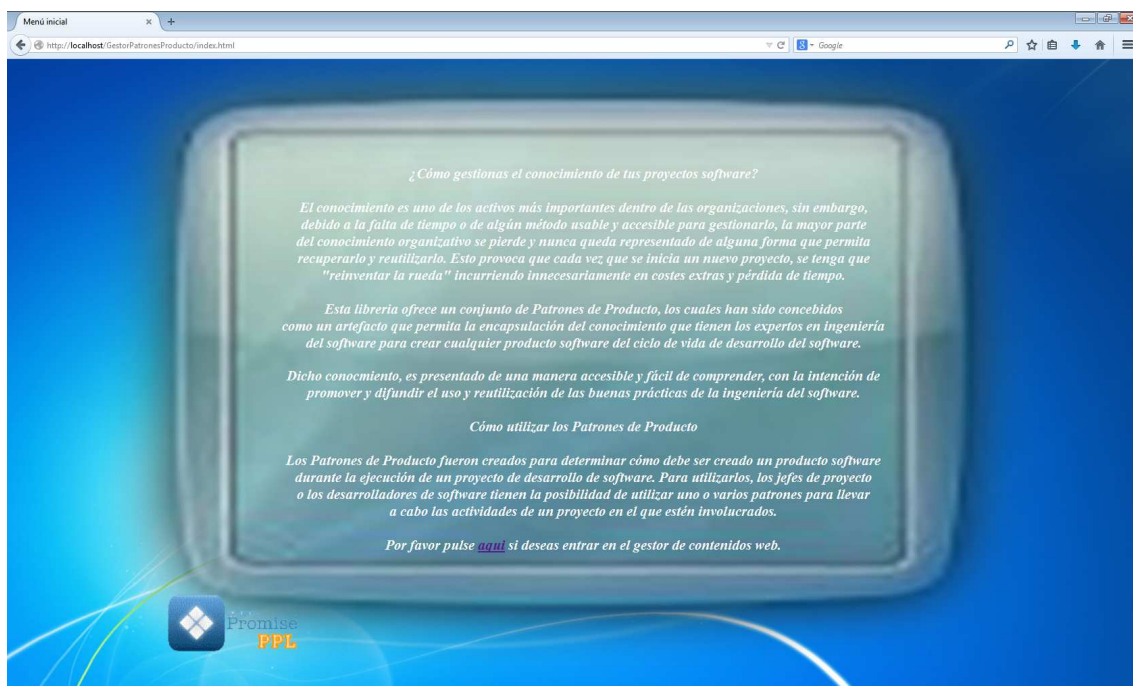 Menú inicial
http://localhost/GestorPatronesProducto/index.html
Google
¿Cómo gestionas el conocimiento de tus proyectos software?
El conocimiento es uno de los activos más importantes dentro de las organizaciones, sin embargo,
debido a la falta de tiempo o de algún método usable y accesible para gestionarlo, la mayor parte
del conocimiento organizativo se pierde y nunca queda representado de alguna forma que permita
recuperarlo y reutilizarlo. Esto provoca que cada vez que se inicia un nuevo proyecto, se tenga que
"reinventar la rueda" incurriendo innecesariamente en costes extras y pérdida de tiempo.
Esta libreria ofrece un conjunto de Patrones de Producto, los cuales han sido concebidos
como un artefacto que permita la encapsulación del conocimiento que tienen los expertos en ingeniería
del software para crear cualquier producto software del ciclo de vida de desarrollo del software.
Dicho conocmiento, es presentado de una manera accesible y fácil de comprender, con la intención de
promover y difundir el uso y reutilización de las buenas prácticas de la ingeniería del software.
Cómo utilizar los Patrones de Producto
Los Patrones de Producto fueron creados para determinar cómo debe ser creado un producto software
durante la ejecución de un proyecto de desarrollo de software. Para utilizarlos, los jefes de proyecto
o los desarrolladores de software tienen la posibilidad de utilizar uno o varios patrones para llevar
a cabo las actividades de un proyecto en el que estén involucrados.
Por favor pulse aqui si deseas entrar en el gestor de contenidos web.
Promise
PPL